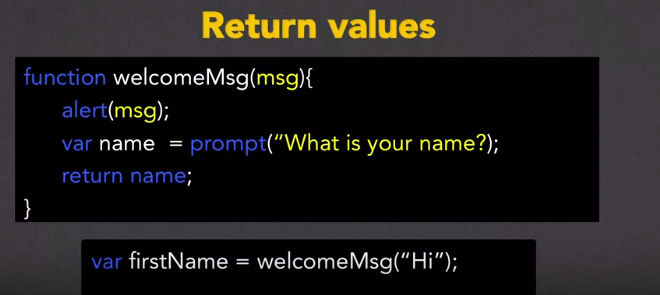 Return values
function welcomeMsg(msg){
alert(msg);
var name = prompt(“What is your name?);
return name;
}
var firstName = welcomeMsg(“Hi”);